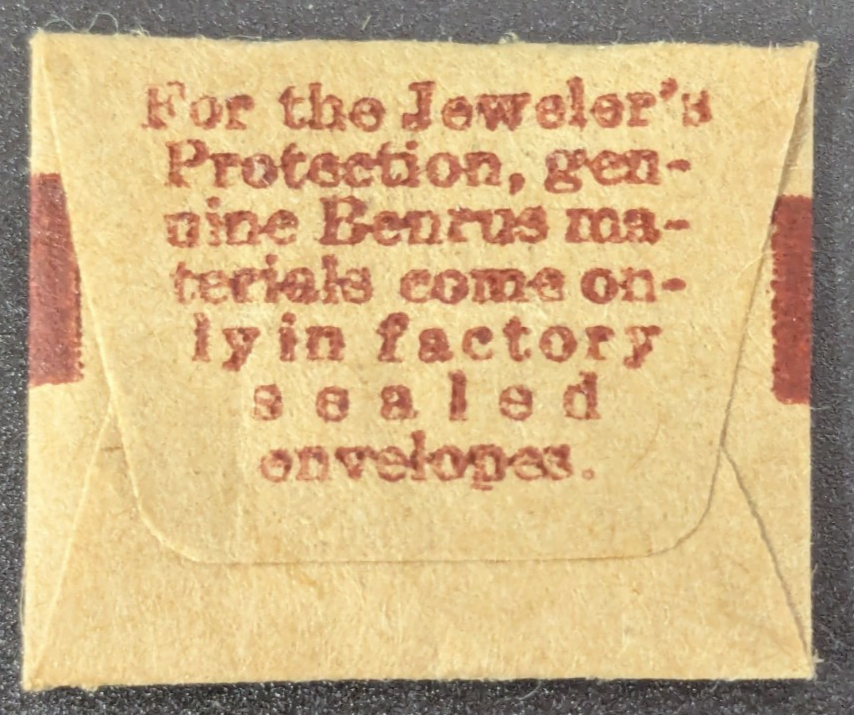 For the Jeweler's
Protection, gen-
uine Benrus ma-
terials come on-
ly in factory
sealed
envelopes.